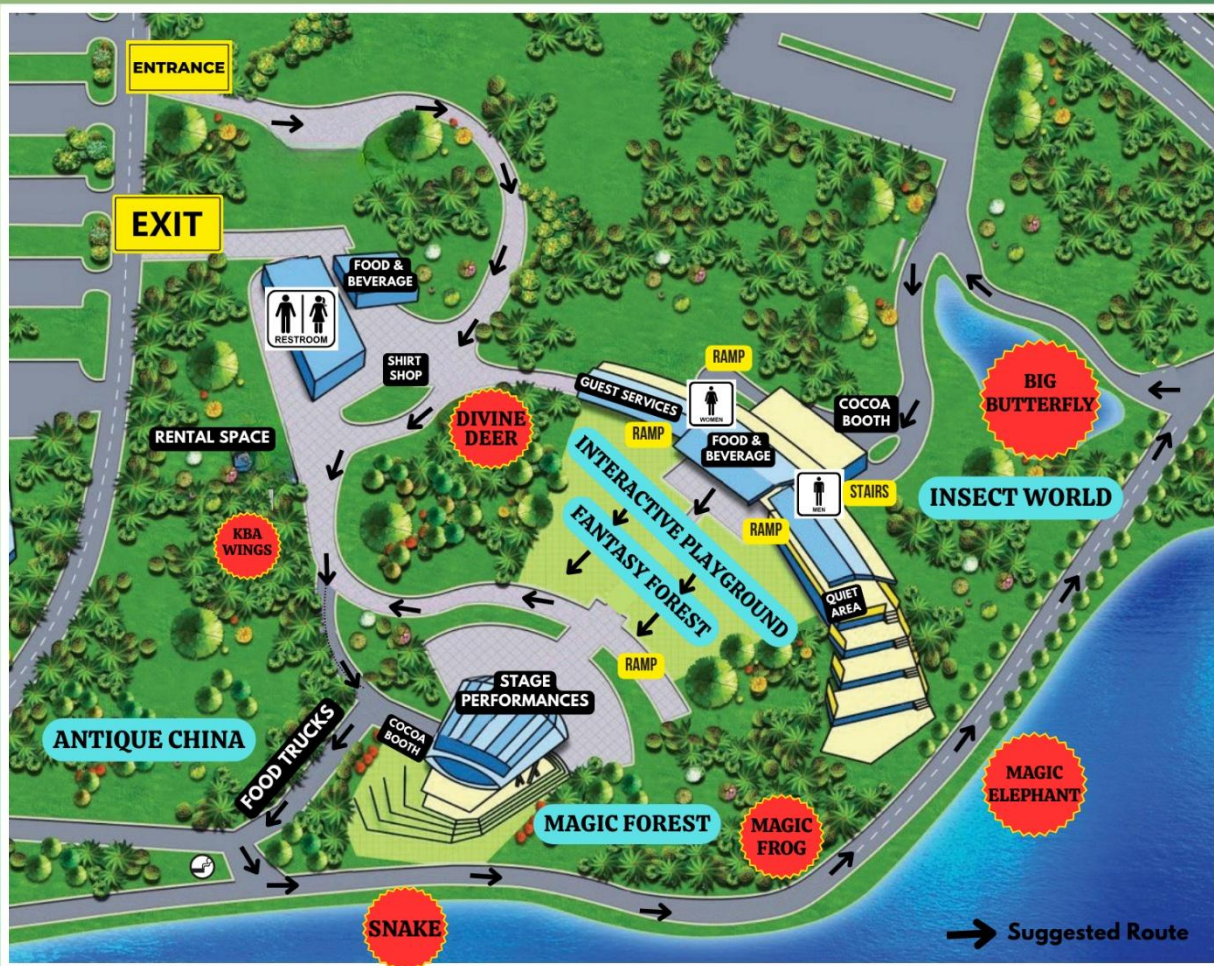 ENTRANCE
EXIT
FOOD &
BEVERAGE
RESTROOM
SHIRT
SHOP
DIVINE
DEER
RENTAL SPACE
KBA
WINGS
GUEST SERVICES
RAMP
WOMEN
RAMP
FOOD &
BEVERAGE
COCOA
BOOTH
BIG
BUTTERFLY
MEN
STAIRS
RAMP
INSECT WORLD
INTERACTIVE PLAYGROUND
FANTASY FOREST
QUIET
AREA
RAMP
STAGE
PERFORMANCES
ANTIQUE CHINA
FOOD TRUCKS
COCOA
BOOTH
MAGIC FOREST
MAGIC
FROG
MAGIC
ELEPHANT
SNAKE
Suggested Route